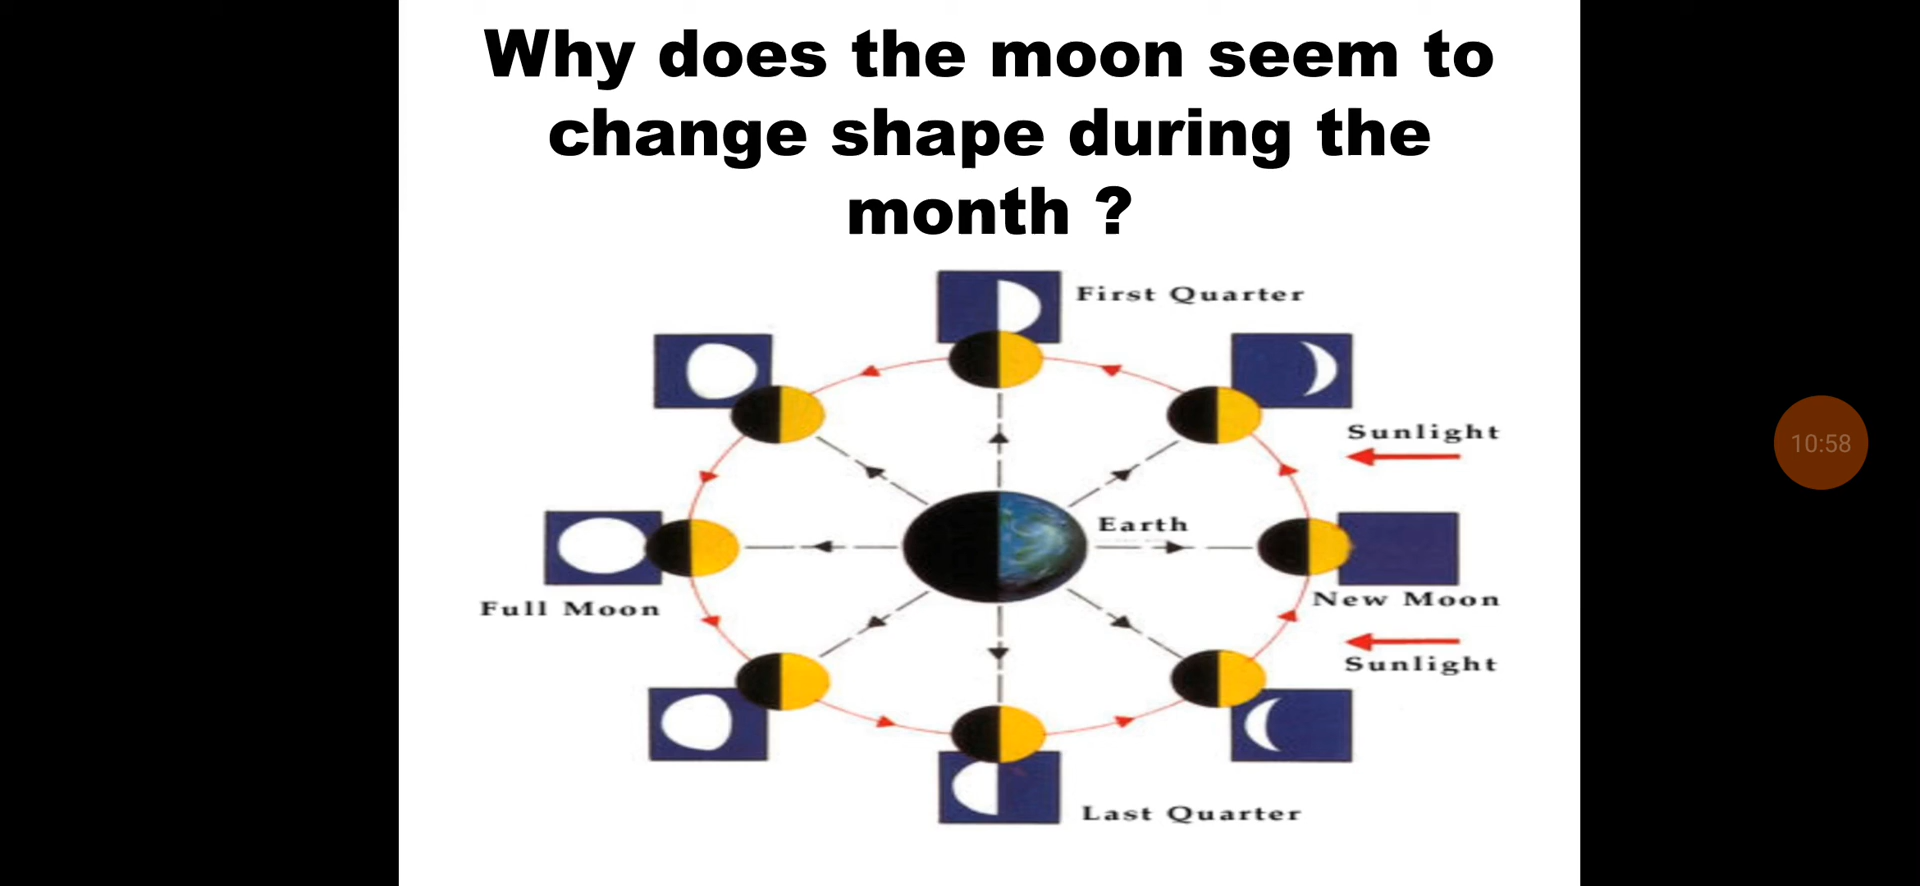 Why does the moon seem to
change shape during the
month ?
First Quarter
Sunlight
10:58
Earth
New Moon
Full Moon
Sunlight
Last Quarter